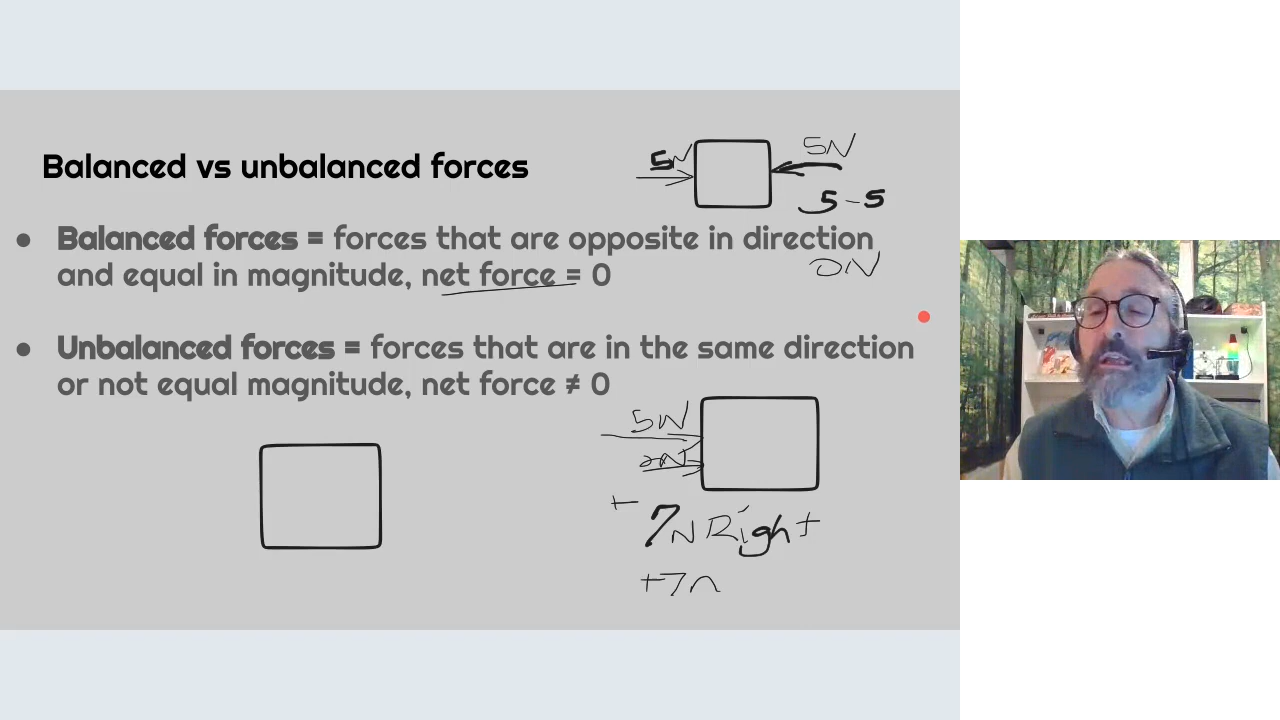 Balanced vs unbalanced forces
5N
5N
5-5
● Balanced forces = forces that are opposite in direction
and equal in magnitude, net force = 0
0N
● Unbalanced forces = forces that are in the same direction
or not equal magnitude, net force ≠ 0
5N
2N
+
7N Right
+7n